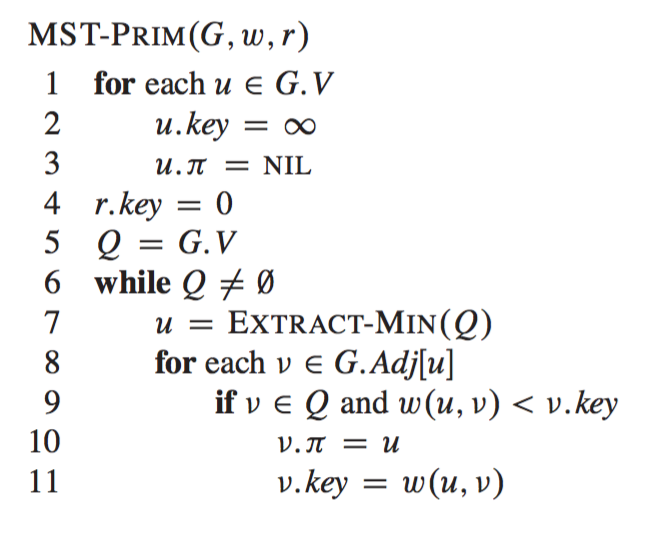 MST-PRIM(G, w, r)
1 for each u ∈ G.V
2 u.key = ∞
3 u.π = NIL
4 r.key = 0
5 Q = G.V
6 while Q ≠ Ø
7 u = EXTRACT-MIN(Q)
8 for each v ∈ G.Adj[u]
9 if v ∈ Q and w(u, v) < v.key
10 v.π = u
11 v.key = w(u, v)